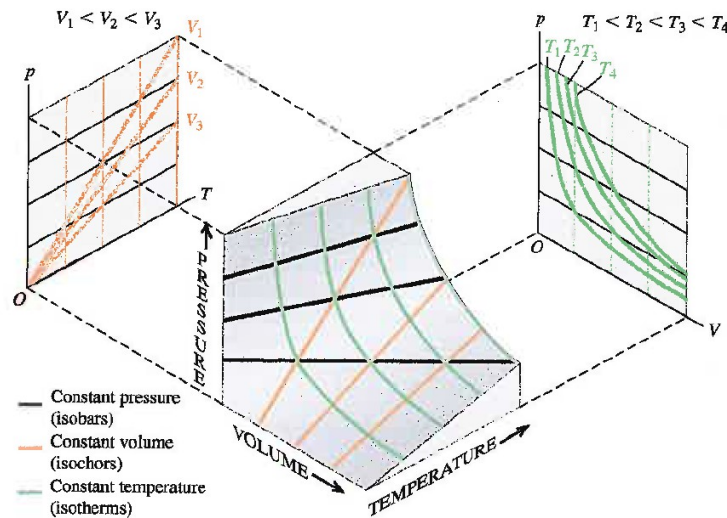 V₁ < V₂ < V₃
V₁
V₂
V₃
p
T
O
p
T₁ < T₂ < T₃ < T₄
T₁ T₂ T₃
T₄
O
V
PRESSURE
VOLUME
TEMPERATURE
Constant pressure
(isobars)
Constant volume
(isochors)
Constant temperature
(isotherms)